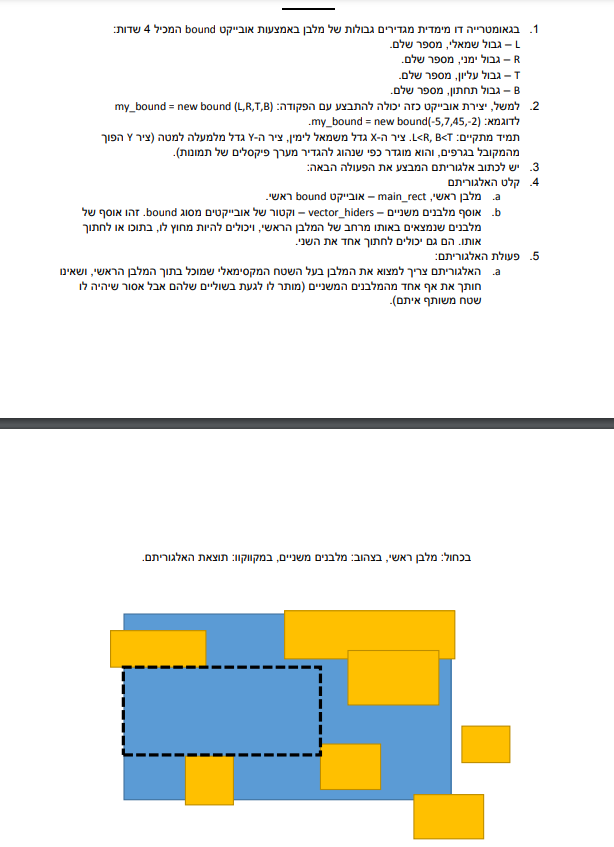 1. בגאומטרייה דו מימדית מגדירים גבולות של מלבן באמצעות אובייקט bound המכיל 4 שדות:
L – גבול שמאלי, מספר שלם.
R – גבול ימני, מספר שלם.
T – גבול עליון, מספר שלם.
B – גבול תחתון, מספר שלם.
2. למשל, יצירת אובייקט כזה יכולה להתבצע עם הפקודה: my_bound = new bound (L,R,T,B)
לדוגמא: my_bound = new bound(-5,7,45,-2).
תמיד מתקיים: L<R, B<T. ציר ה-X גדל משמאל לימין, ציר ה-Y גדל מלמעלה למטה (ציר Y הפוך
מהמקובל בגרפים, והוא מוגדר כפי שנהוג להגדיר מערך פיקסלים של תמונות).
3. יש לכתוב אלגוריתם המבצע את הפעולה הבאה:
4. קלט האלגוריתם
a. מלבן ראשי, main_rect – אובייקט bound ראשי.
b. אוסף מלבנים משניים – vector_hiders – וקטור של אובייקטים מסוג bound. זהו אוסף של
מלבנים שנמצאים באותו מרחב של המלבן הראשי, ויכולים להיות מחוץ לו, בתוכו או לחתוך
אותו. הם גם יכולים לחתוך אחד את השני.
5. פעולת האלגוריתם:
a. האלגוריתם צריך למצוא את המלבן בעל השטח המקסימאלי שמוכל בתוך המלבן הראשי, ושאינו
חותך את אף אחד מהמלבנים המשניים (מותר לו לגעת בשוליים שלהם אבל אסור שיהיה לו
שטח משותף איתם).
בכחול: מלבן ראשי, בצהוב: מלבנים משניים, במקווקוו: תוצאת האלגוריתם.